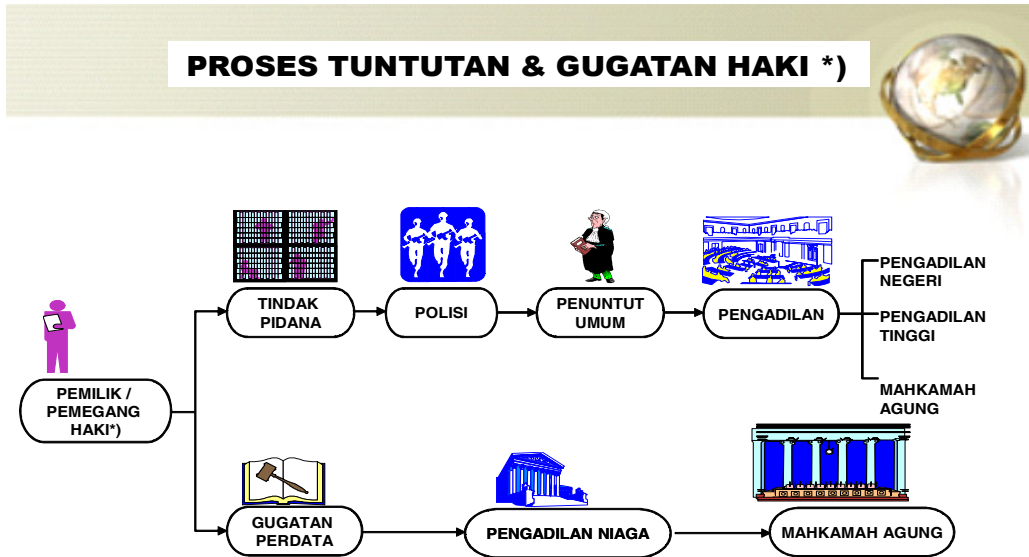 PROSES TUNTUTAN & GUGATAN HAKI *)
TINDAK
PIDANA
POLISI
PENUNTUT
UMUM
PENGADILAN
PENGADILAN
NEGERI
PENGADILAN
TINGGI
MAHKAMAH
AGUNG
PEMILIK /
PEMEGANG
HAKI*)
GUGATAN
PERDATA
PENGADILAN NIAGA
MAHKAMAH AGUNG